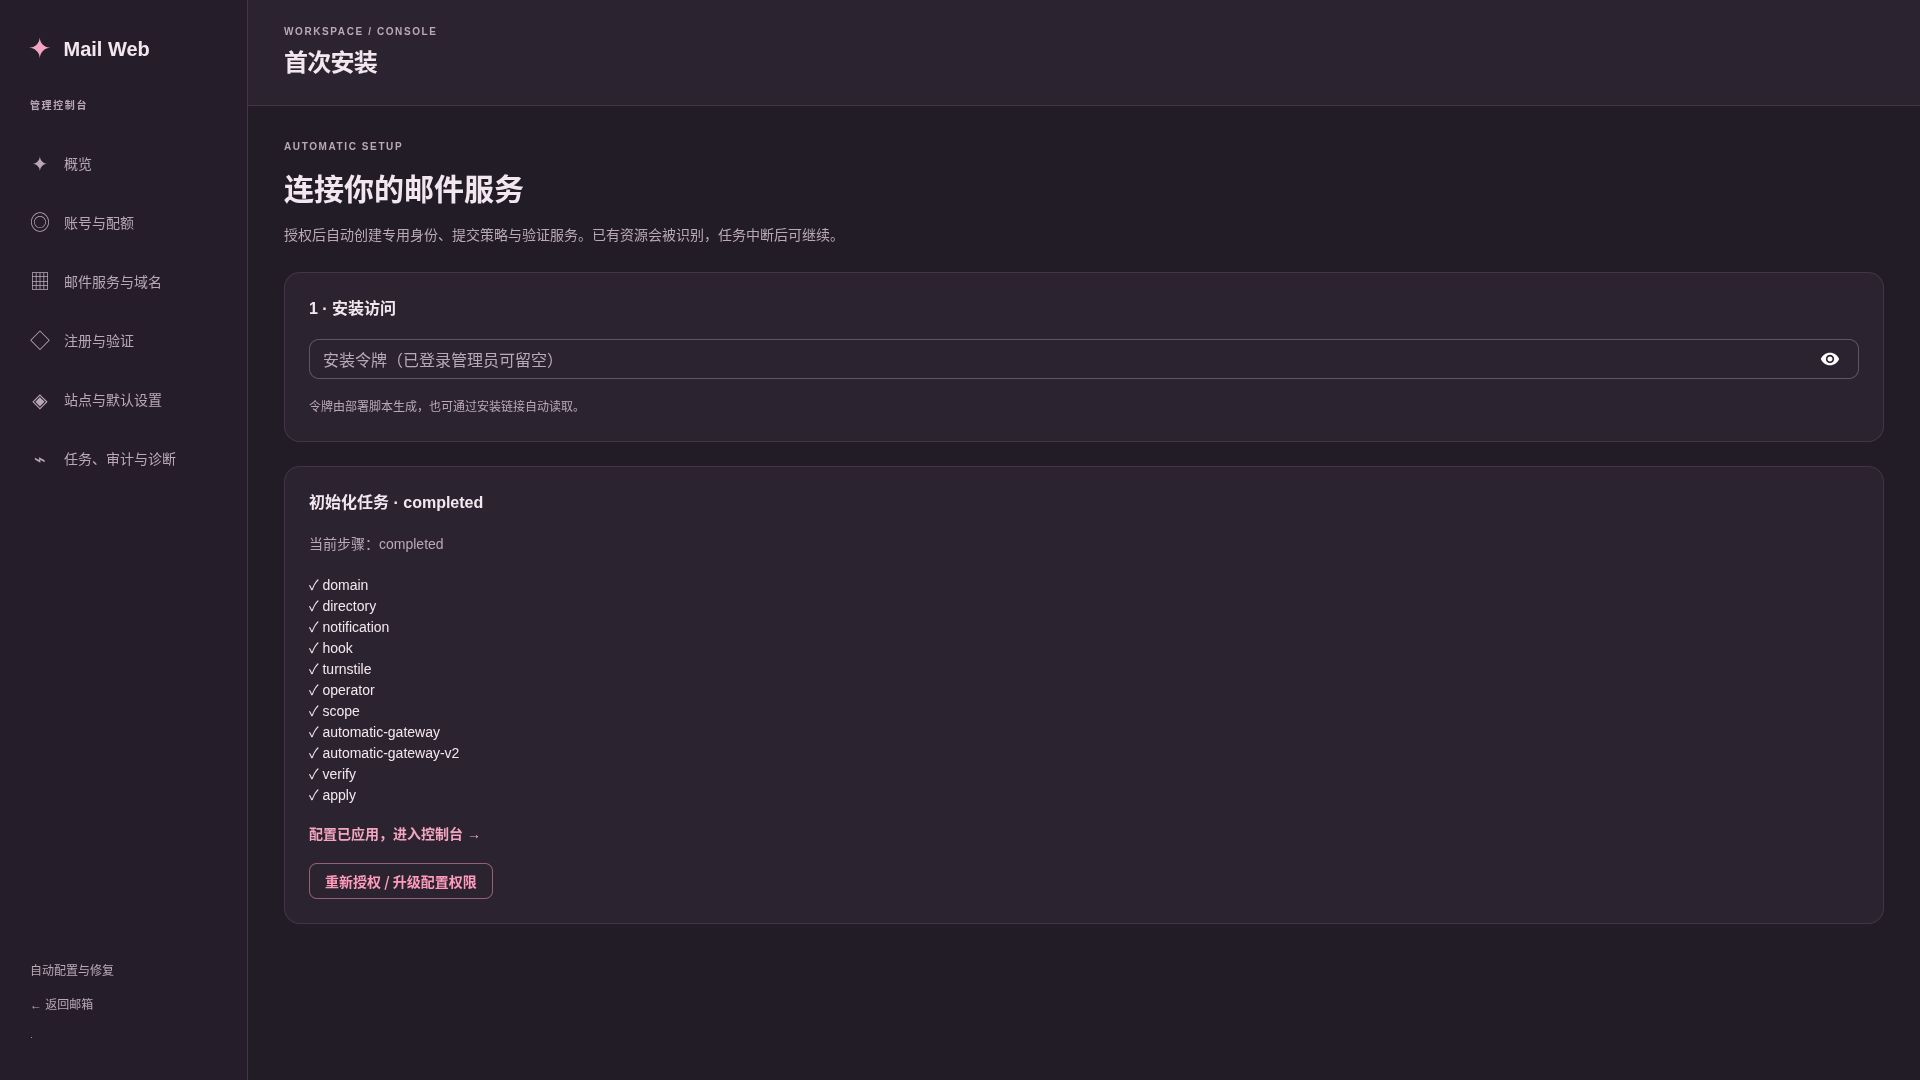 Mail Web
管理控制台
概览
账号与配额
邮件服务与域名
注册与验证
站点与默认设置
任务、审计与诊断
自动配置与修复
← 返回邮箱
WORKSPACE / CONSOLE
首次安装
AUTOMATIC SETUP
连接你的邮件服务
授权后自动创建专用身份、提交策略与验证服务。已有资源会被识别，任务中断后可继续。
1 · 安装访问
安装令牌（已登录管理员可留空）
令牌由部署脚本生成，也可通过安装链接自动读取。
初始化任务 · completed
当前步骤：completed
✓ domain
✓ directory
✓ notification
✓ hook
✓ turnstile
✓ operator
✓ scope
✓ automatic-gateway
✓ automatic-gateway-v2
✓ verify
✓ apply
配置已应用，进入控制台 →
重新授权 / 升级配置权限